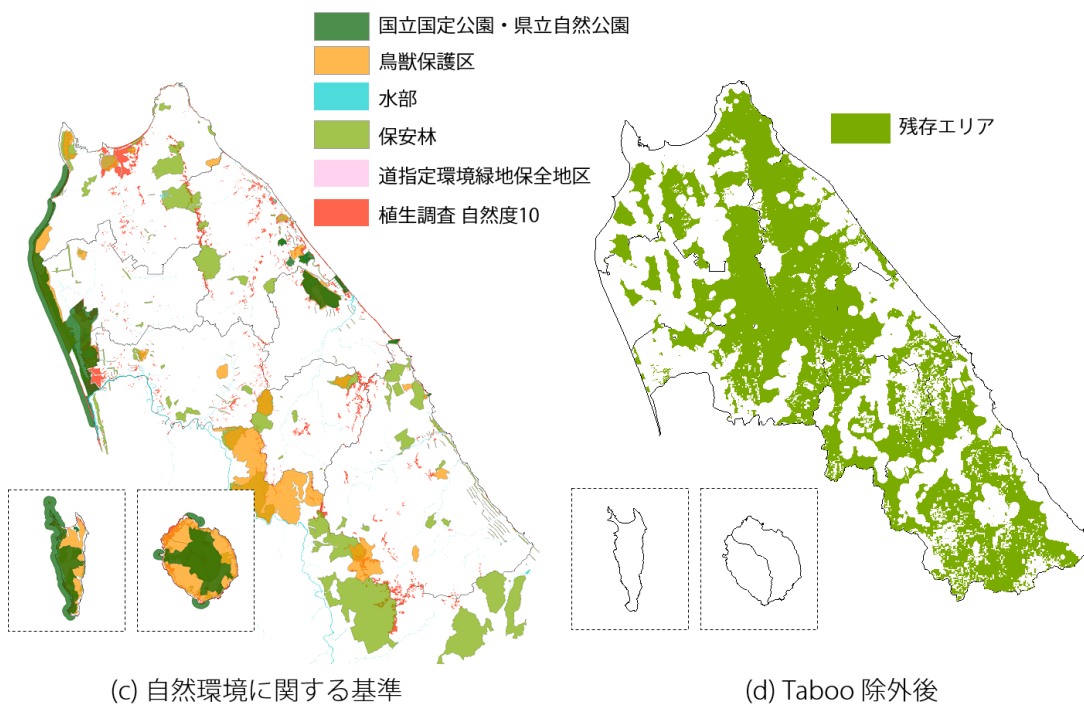 国立国定公園・県立自然公園
鳥獣保護区
水部
保安林
道指定環境緑地保全地区
植生調査 自然度10
残存エリア
(c) 自然環境に関する基準
(d) Taboo 除外後